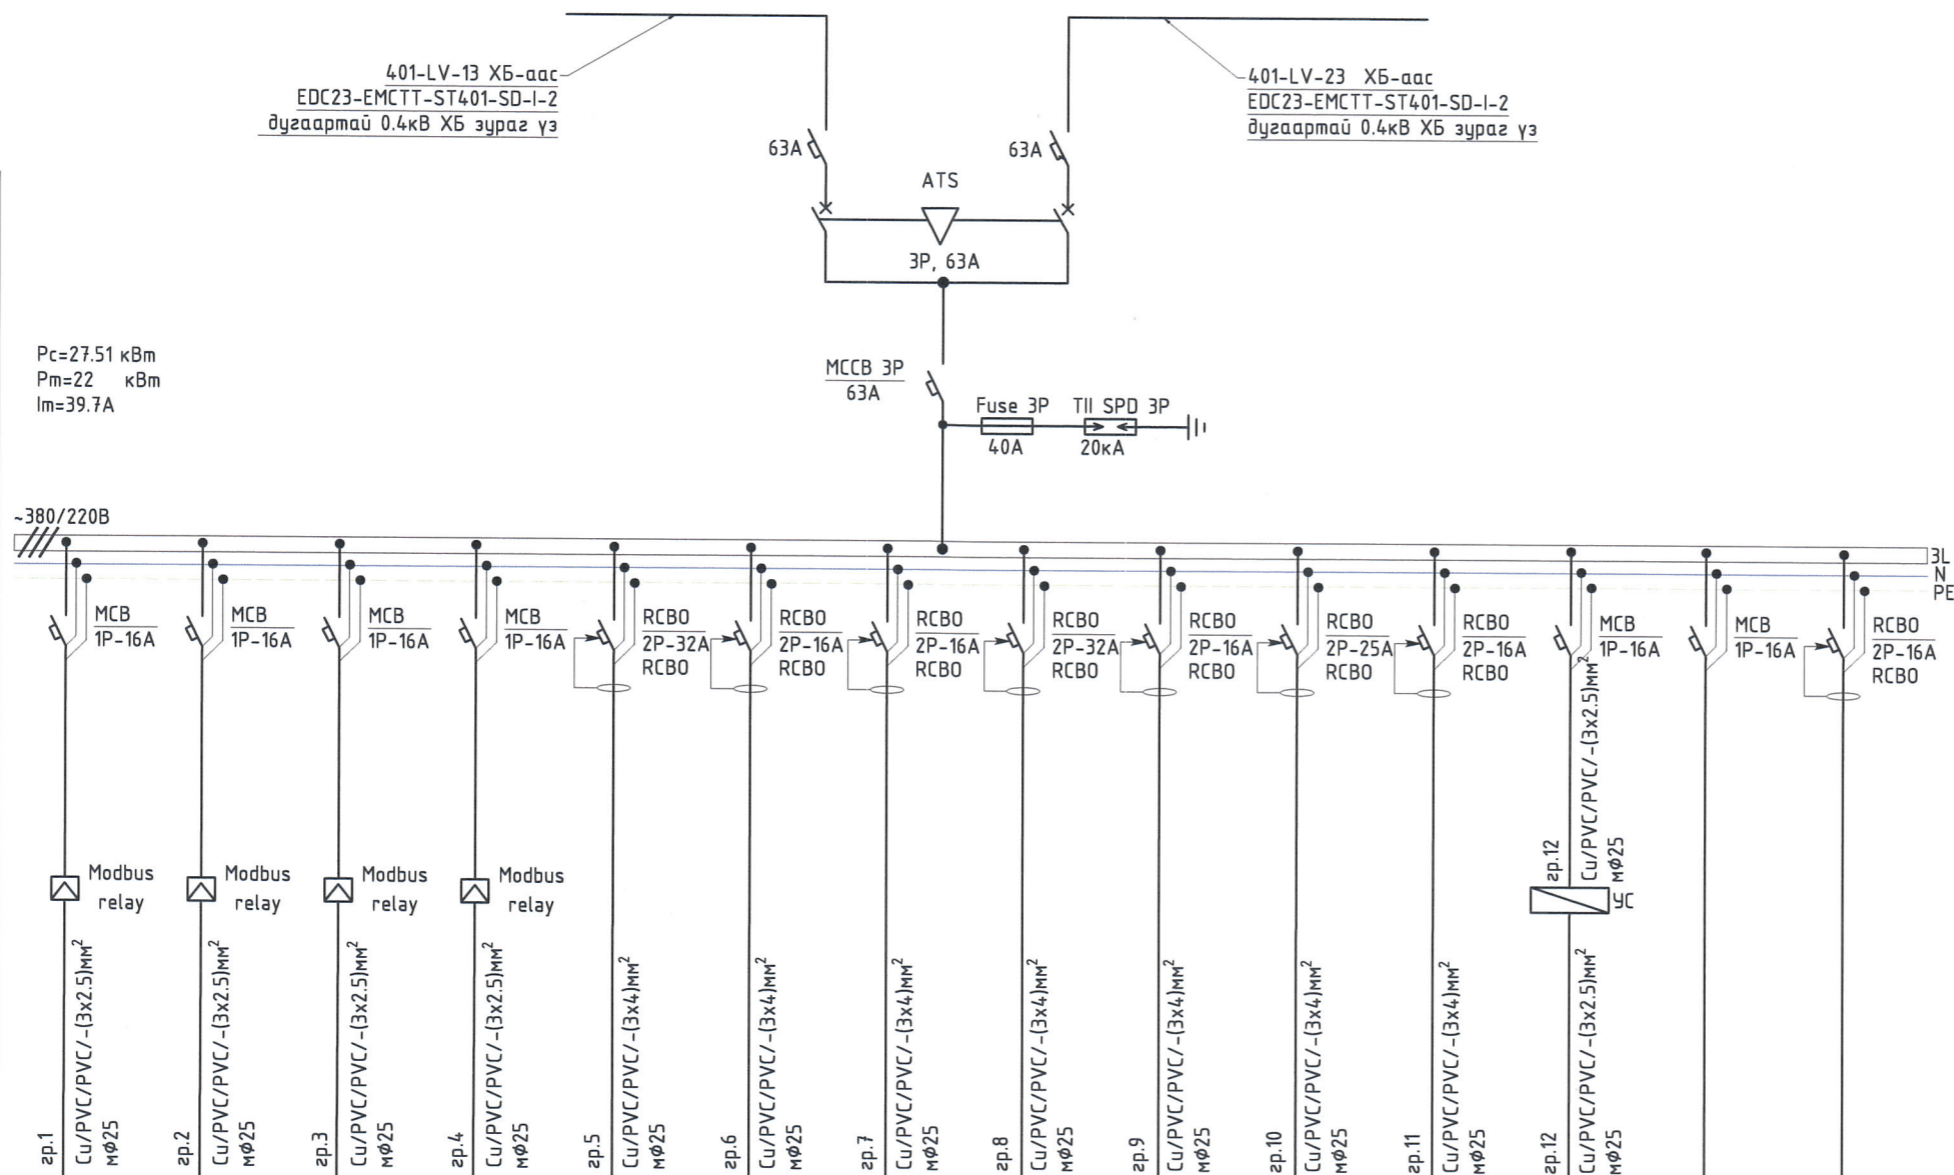 401-LV-13 ХБ-аас
EDC23-EMCTT-ST401-SD-I-2
дугаартай 0.4кВ ХБ зураг үз
401-LV-23 ХБ-аас
EDC23-EMCTT-ST401-SD-I-2
дугаартай 0.4кВ ХБ зураг үз
63A
63A
ATS
3P, 63A
Pc=27.51 кВт
Pm=22 кВт
Im=39.7A
MCCB 3P
63A
Fuse 3P
40A
TII SPD 3P
20кА
~380/220В
3L
N
PE
MCB
1P-16A
MCB
1P-16A
MCB
1P-16A
MCB
1P-16A
RCBO
2P-32A
RCBO
RCBO
2P-16A
RCBO
RCBO
2P-16A
RCBO
RCBO
2P-32A
RCBO
RCBO
2P-16A
RCBO
RCBO
2P-25A
RCBO
RCBO
2P-16A
RCBO
MCB
1P-16A
MCB
1P-16A
RCBO
2P-16A
RCBO
гр.12
Cu/PVC/PVC/-(3x2.5)мм²
мф25
УС
Modbus
relay
Modbus
relay
Modbus
relay
Modbus
relay
гр.1
Cu/PVC/PVC/-(3x2.5)мм²
мф25
гр.2
Cu/PVC/PVC/-(3x2.5)мм²
мф25
гр.3
Cu/PVC/PVC/-(3x2.5)мм²
мф25
гр.4
Cu/PVC/PVC/-(3x2.5)мм²
мф25
гр.5
Cu/PVC/PVC/-(3x4)мм²
мф25
гр.6
Cu/PVC/PVC/-(3x4)мм²
мф25
гр.7
Cu/PVC/PVC/-(3x4)мм²
мф25
гр.8
Cu/PVC/PVC/-(3x4)мм²
мф25
гр.9
Cu/PVC/PVC/-(3x4)мм²
мф25
гр.10
Cu/PVC/PVC/-(3x4)мм²
мф25
гр.11
Cu/PVC/PVC/-(3x4)мм²
мф25
гр.12
Cu/PVC/PVC/-(3x2.5)мм²
мф25